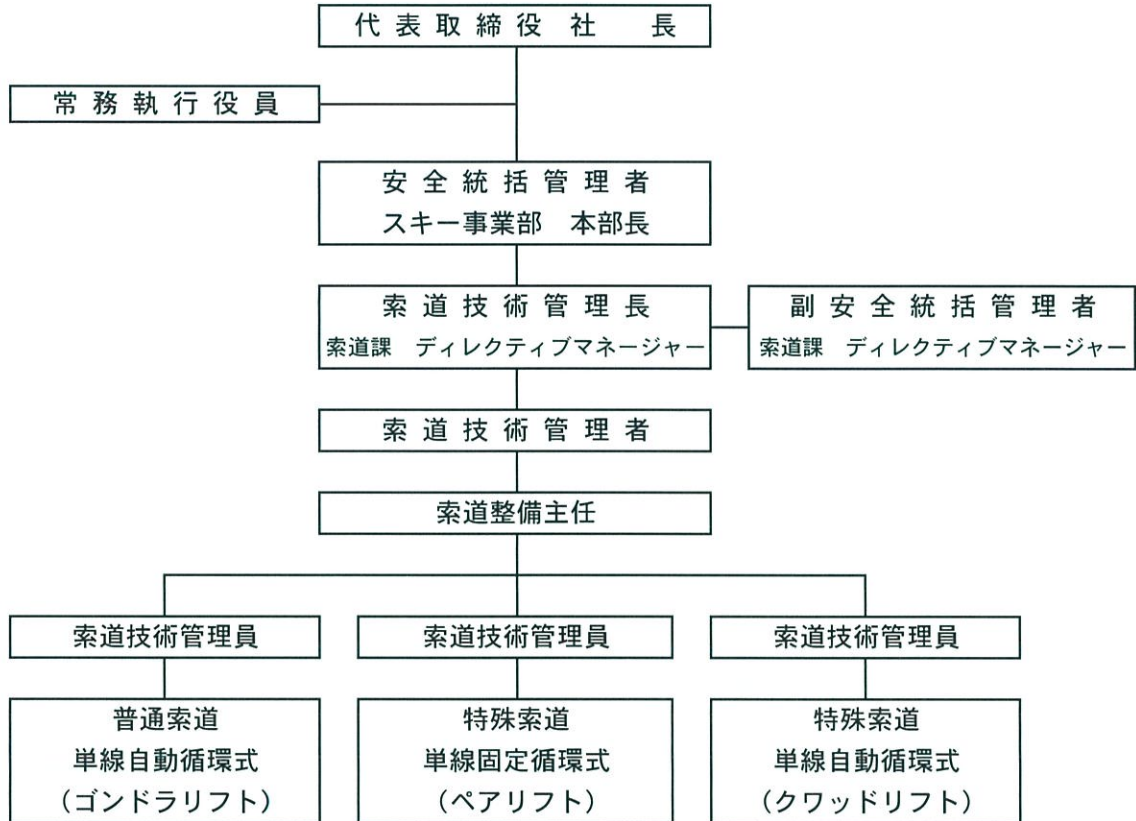 代表取締役 社　長
常務執行役員
安全統括管理者
スキー事業部　本部長
索道技術管理長
索道課　ディレクティブマネージャー
副安全統括管理者
索道課　ディレクティブマネージャー
索道技術管理者
索道整備主任
索道技術管理員
索道技術管理員
索道技術管理員
普通索道
単線自動循環式
（ゴンドラリフト）
特殊索道
単線固定循環式
（ペアリフト）
特殊索道
単線自動循環式
（クワッドリフト）